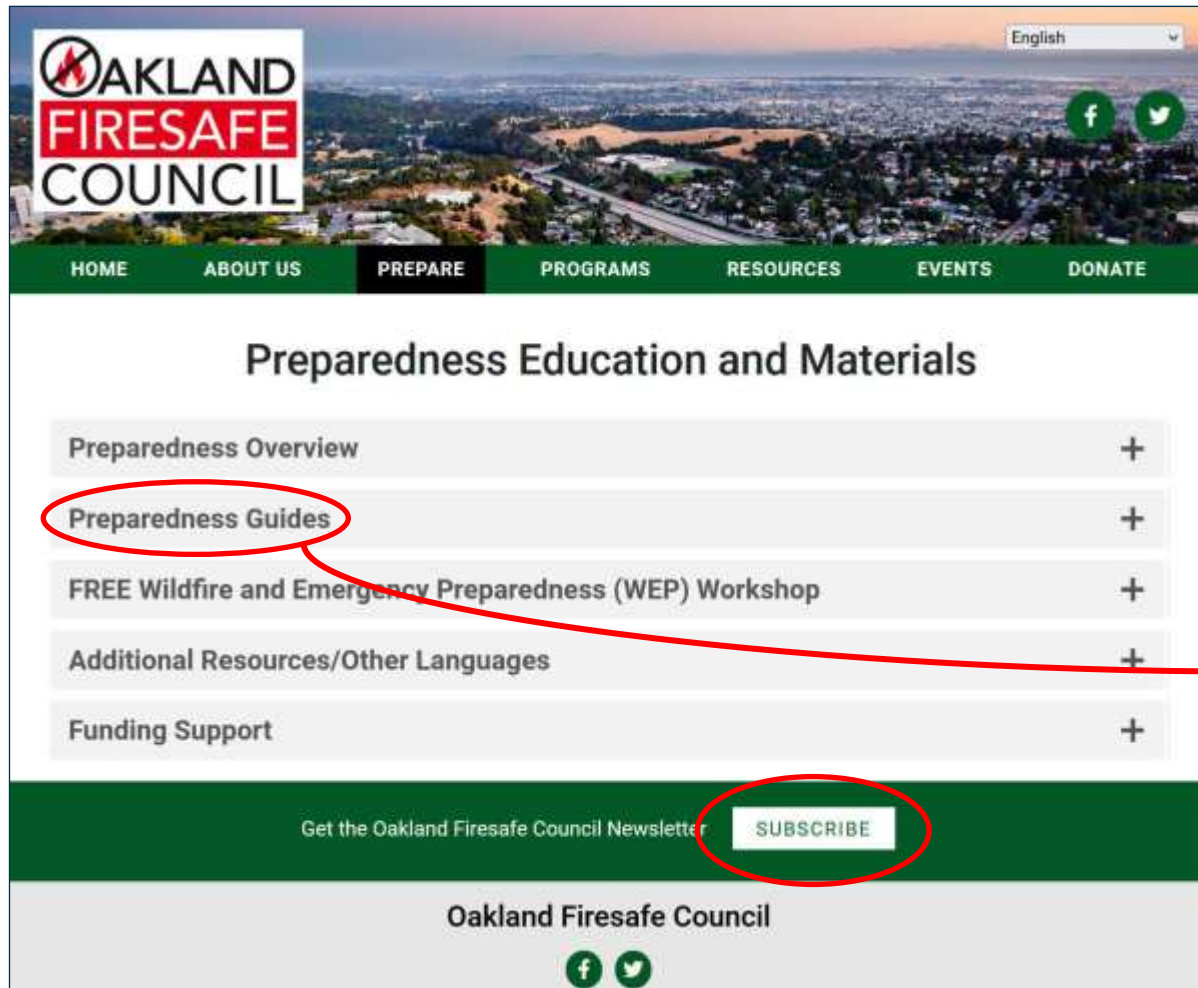 English
OAKLAND
FIRESAFE
COUNCIL
HOME ABOUT US PREPARE PROGRAMS RESOURCES EVENTS DONATE
Preparedness Education and Materials
Preparedness Overview +
Preparedness Guides +
FREE Wildfire and Emergency Preparedness (WEP) Workshop +
Additional Resources/Other Languages +
Funding Support +
Get the Oakland Firesafe Council Newsletter SUBSCRIBE
Oakland Firesafe Council